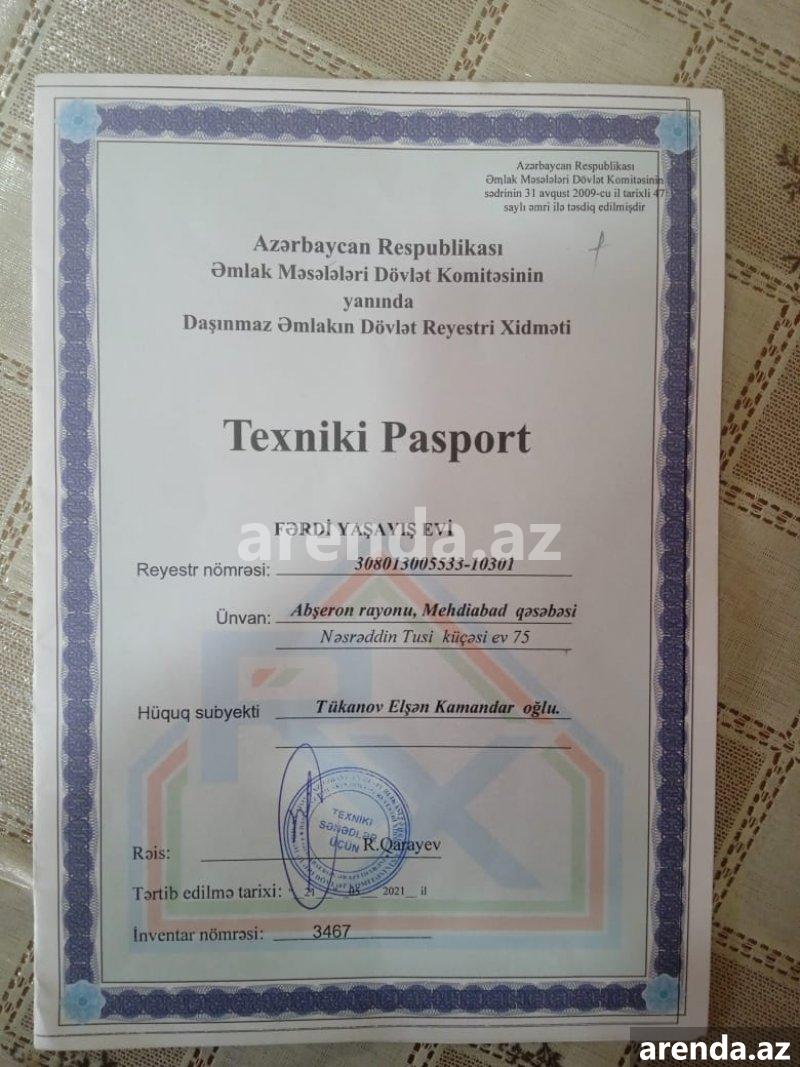 Azərbaycan Respublikası
Əmlak Məsələləri Dövlət Komitəsinin
sədrinin 31 avqust 2009-cu il tarixli 47
saylı əmri ilə təsdiq edilmişdir
Azərbaycan Respublikası
Əmlak Məsələləri Dövlət Komitəsinin
yanında
Daşınmaz Əmlakın Dövlət Reyestri Xidməti
Texniki Pasport
FƏRDİ YAŞAYIŞ EVİ
arenda.az
Reyestr nömrəsi: 308013005533-10301
Ünvan: Abşeron rayonu, Mehdiabad qəsəbəsi
Nəsrəddin Tusi küçəsi ev 75
Hüquq subyekti Tükanov Elşən Kamandar oğlu.
TEXNİKİ
SƏNƏDLƏR
ÜÇÜN
Rəis: R.Qarayev
Tərtib edilmə tarixi: " 21 05 2021 il
İnventar nömrəsi: 3467
arenda.az